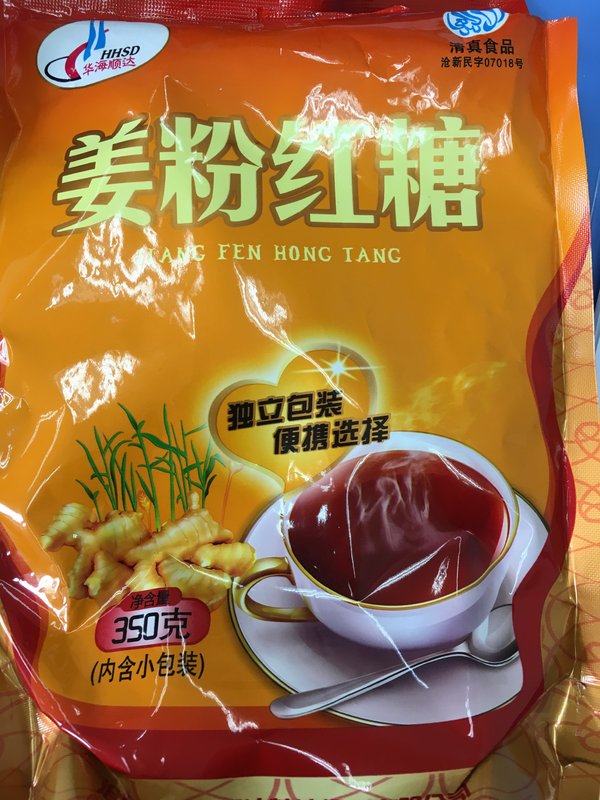 HHSD
华海顺达
清真食品
沧新民字07018号
姜粉红糖
JIANG FEN HONG TANG
独立包装
便携选择
净含量
350克
(内含小包装)